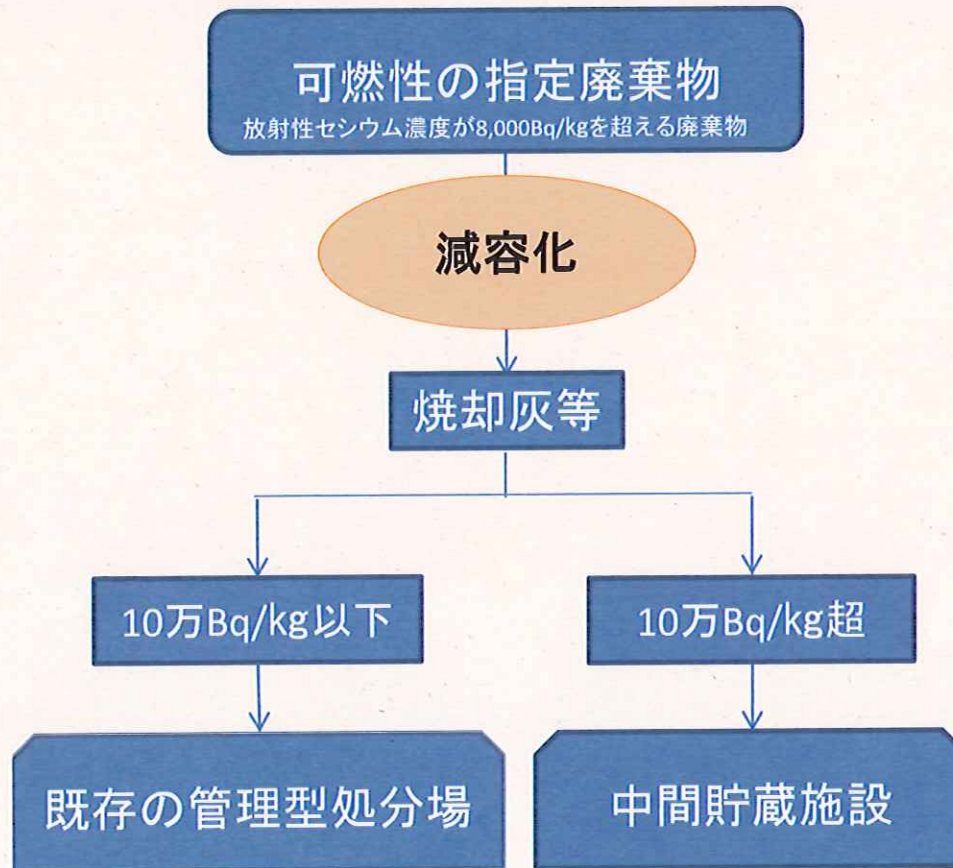 可燃性の指定廃棄物
放射性セシウム濃度が8,000Bq/kgを超える廃棄物
減容化
焼却灰等
10万Bq/kg以下
10万Bq/kg超
既存の管理型処分場
中間貯蔵施設